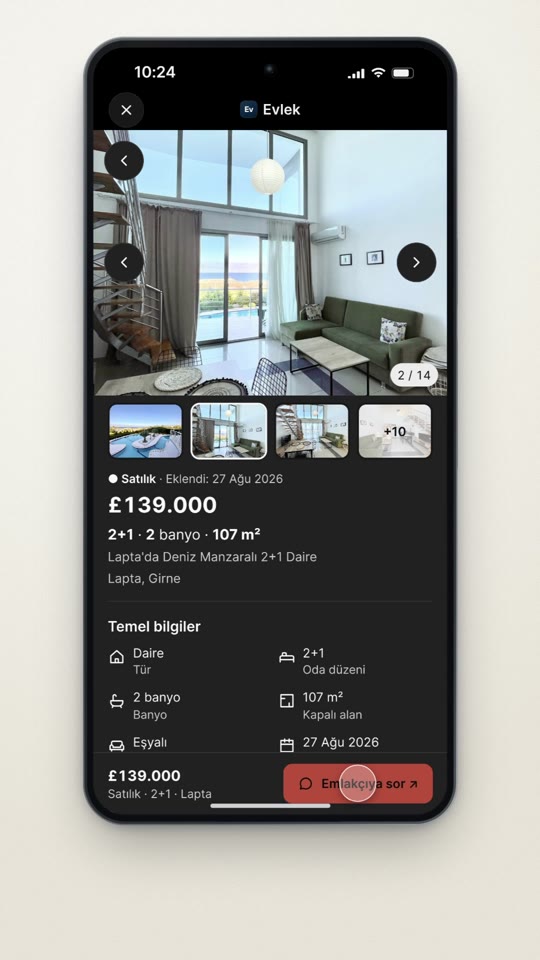 10:24
Ev Evlek
2 / 14
+10
Satılık · Eklendi: 27 Ağu 2026
£139.000
2+1 · 2 banyo · 107 m²
Lapta'da Deniz Manzaralı 2+1 Daire
Lapta, Girne
Temel bilgiler
Daire
Tür
2+1
Oda düzeni
2 banyo
Banyo
107 m²
Kapalı alan
Eşyalı
27 Ağu 2026
£139.000
Satılık · 2+1 · Lapta
Emlakçıya sor ↗